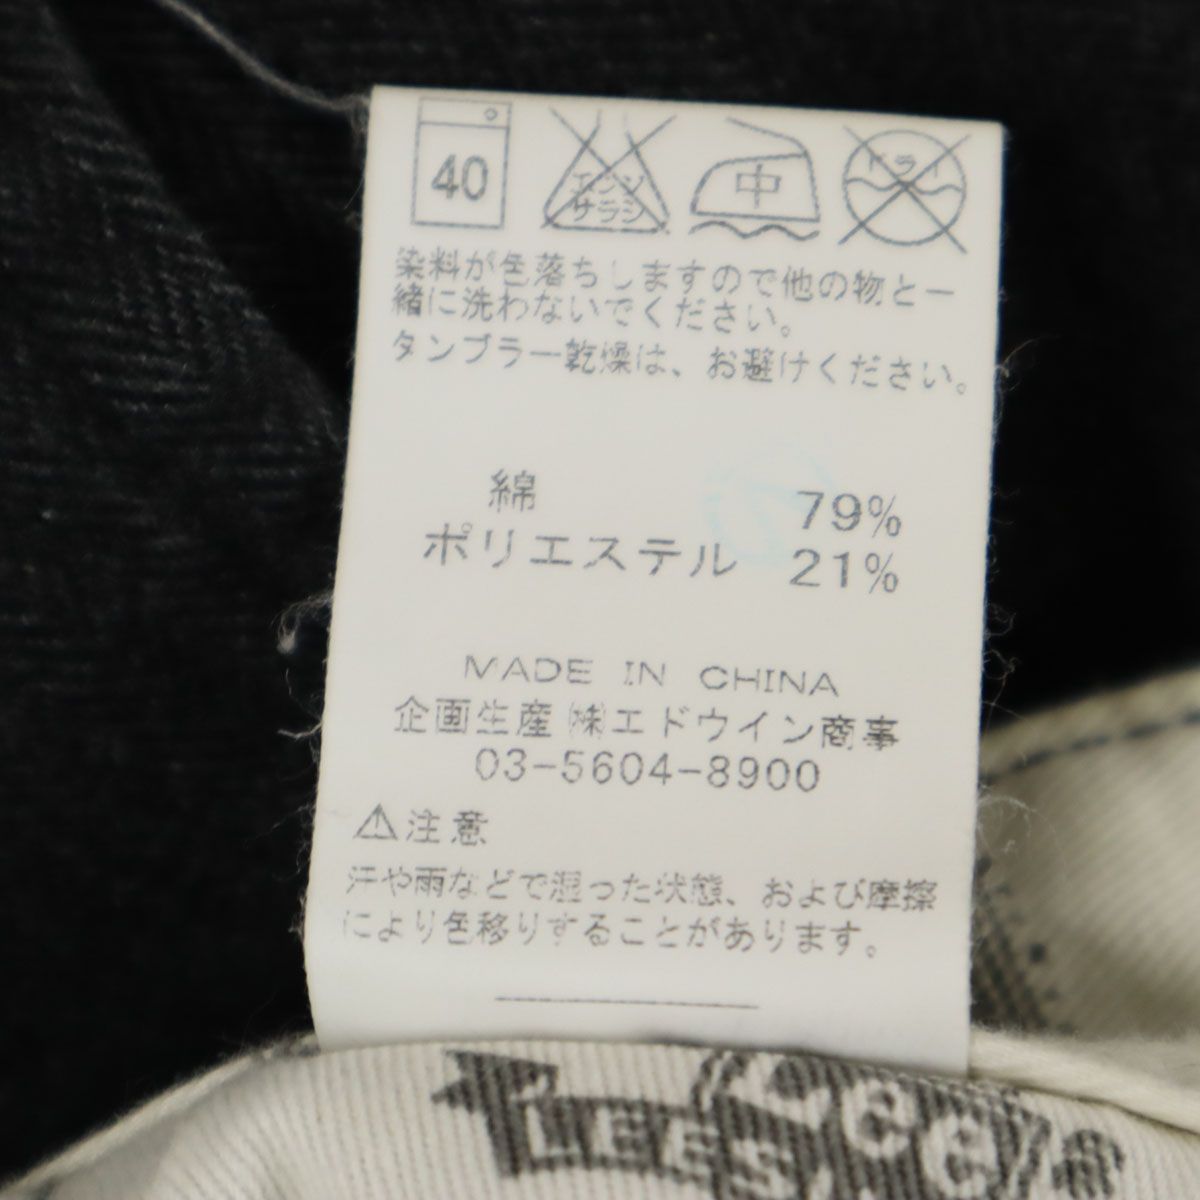 40
エンソ
サラシ
中
ドライ
染料が色落ちしますので他の物と一
緒に洗わないでください。
タンブラー乾燥は、お避けください。
綿 79%
ポリエステル 21%
MADE IN CHINA
企画生産 ㈱エドウイン商事
03-5604-8900
⚠注意
汗や雨などで湿った状態、および摩擦
により色移りすることがあります。
Lee
LEES